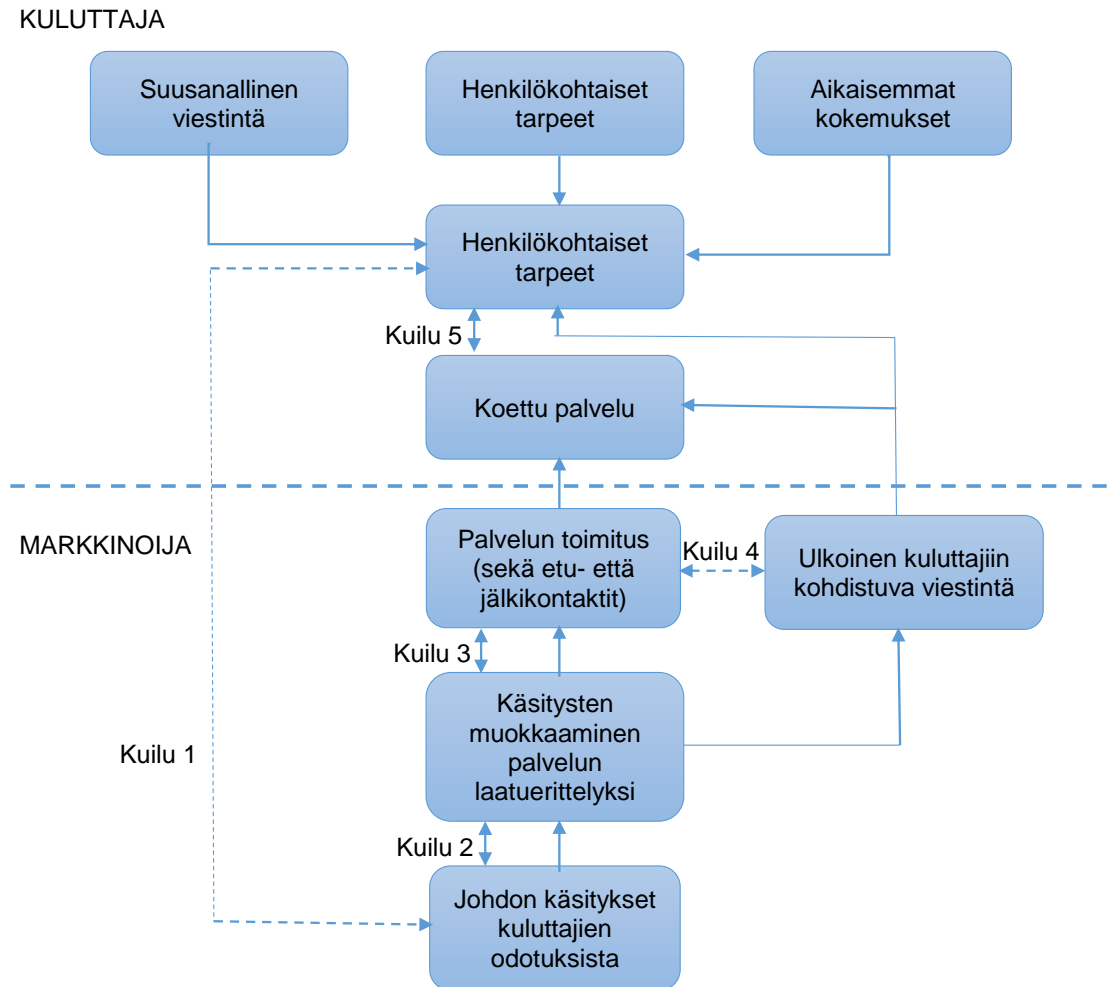 KULUTTAJA
Suusanallinen
viestintä
Henkilökohtaiset
tarpeet
Aikaisemmat
kokemukset
Henkilökohtaiset
tarpeet
Kuilu 5
Koettu palvelu
MARKKINOIJA
Palvelun toimitus
(sekä etu- että
jälkikontaktit)
Kuilu 4
Ulkoinen kuluttajiin
kohdistuva viestintä
Kuilu 3
Käsitysten
muokkaaminen
palvelun
laatuerittelyksi
Kuilu 1
Kuilu 2
Johdon käsitykset
kuluttajien
odotuksista